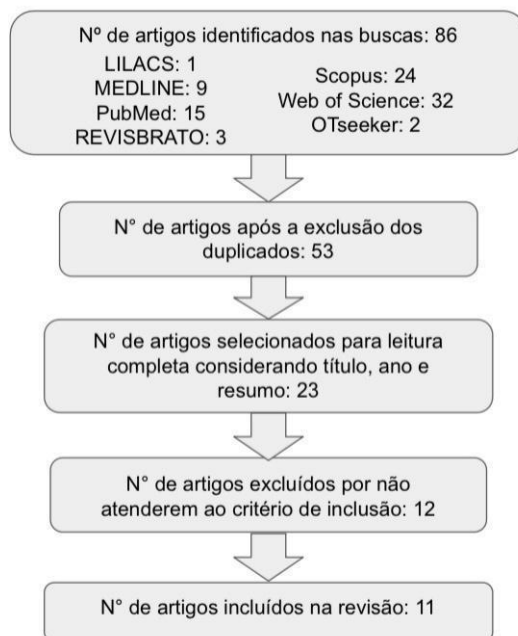 Nº de artigos identificados nas buscas: 86
LILACS: 1
MEDLINE: 9
PubMed: 15
REVISBRATO: 3
Scopus: 24
Web of Science: 32
OTseeker: 2
N° de artigos após a exclusão dos
duplicados: 53
N° de artigos selecionados para leitura
completa considerando título, ano e
resumo: 23
N° de artigos excluídos por não
atenderem ao critério de inclusão: 12
N° de artigos incluídos na revisão: 11